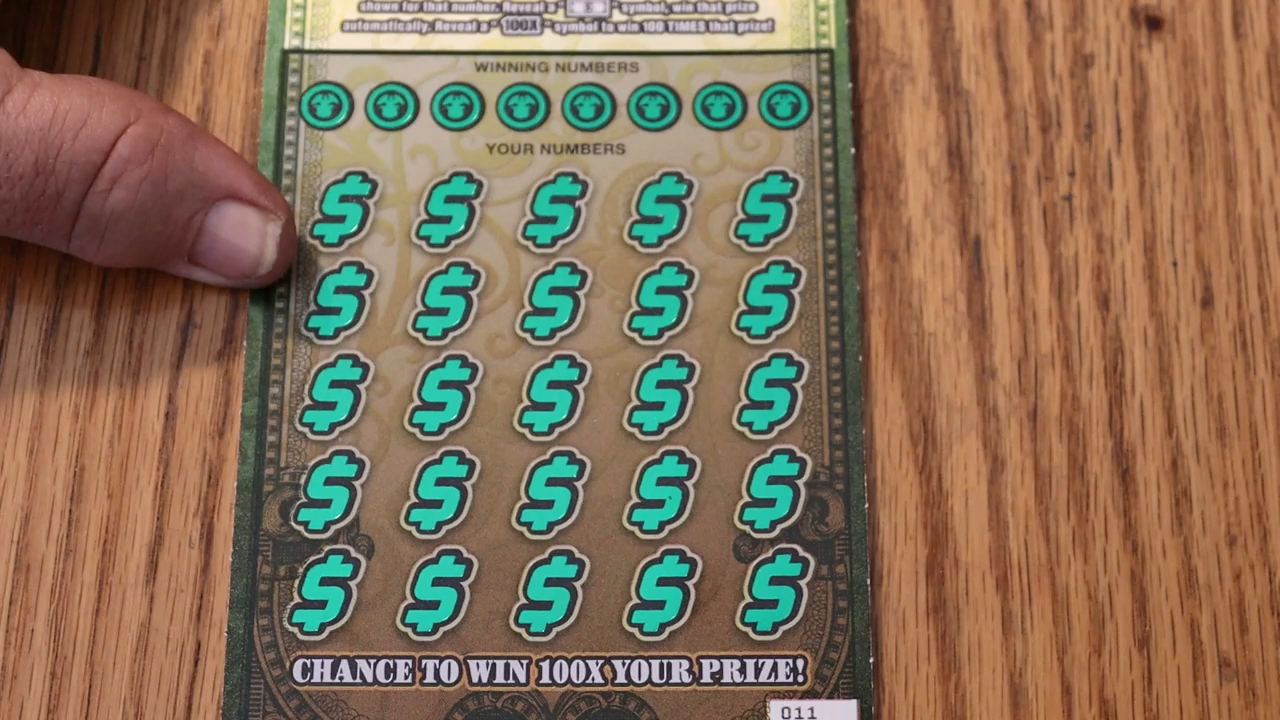 shown for that number. Reveal a " " symbol, win that prize
automatically. Reveal a " 100X " symbol to win 100 TIMES that prize!
WINNING NUMBERS
YOUR NUMBERS
$ $ $ $ $
$ $ $ $ $
$ $ $ $ $
$ $ $ $ $
$ $ $ $ $
CHANCE TO WIN 100X YOUR PRIZE!
011